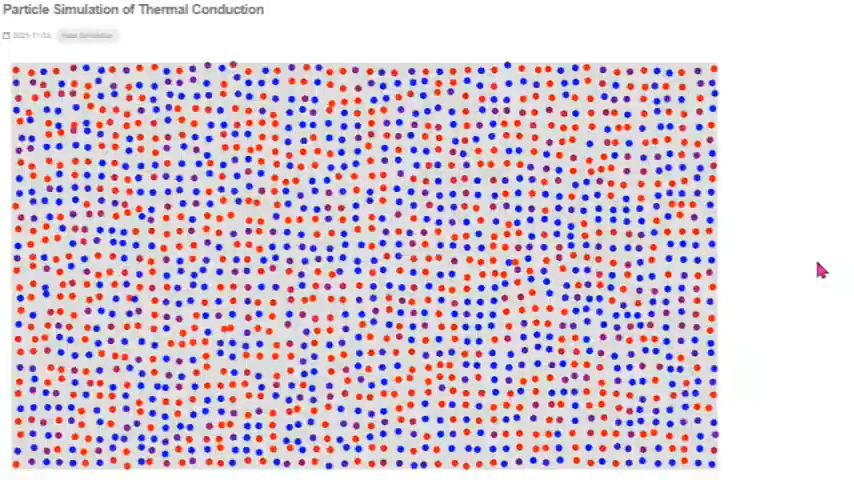 Particle Simulation of Thermal Conduction
2021-11-03 Heat Simulation